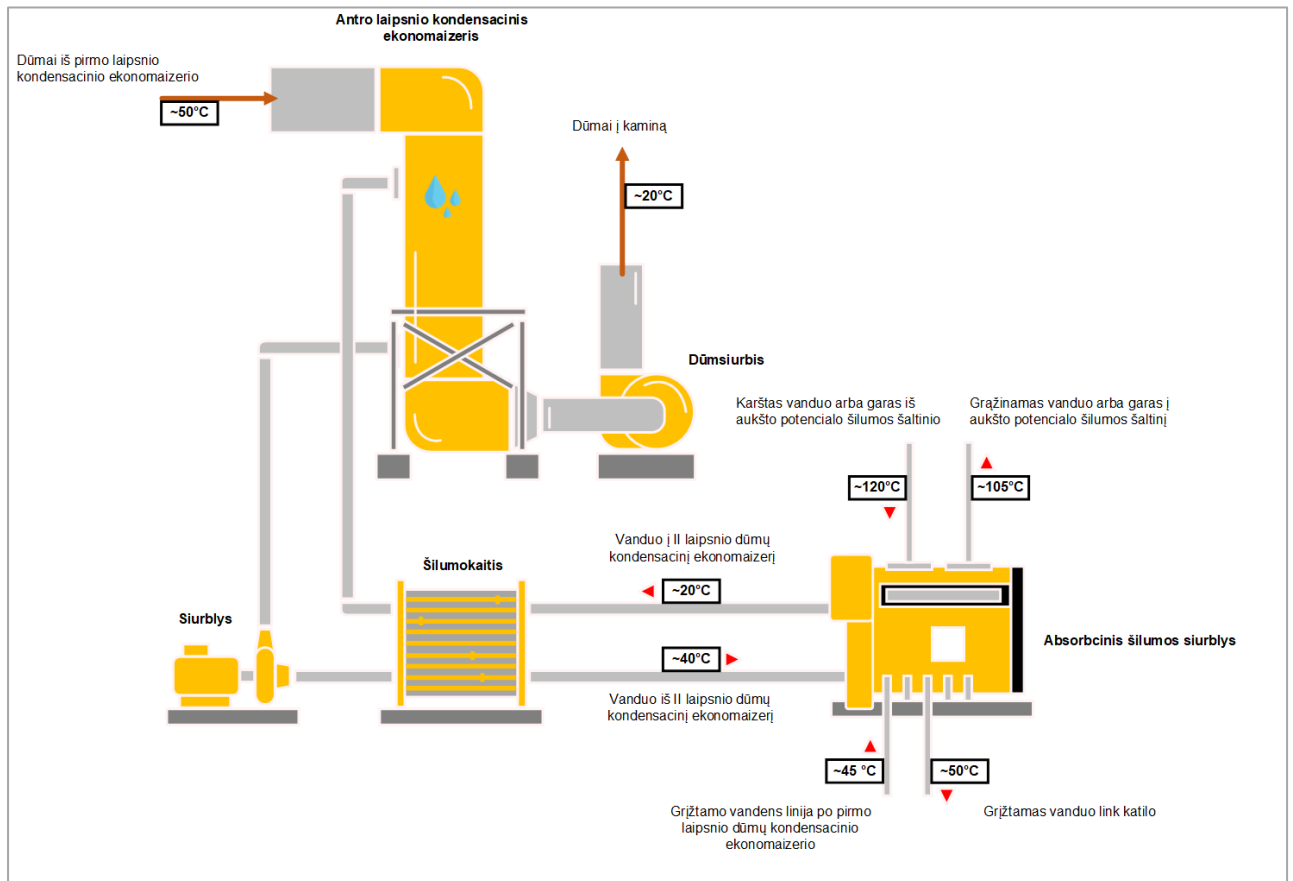 Antro laipsnio kondensacinis
ekonomaizeris
Dūmai iš pirmo laipsnio
kondensacinio ekonomaizerio
~50°C
Dūmai į kaminą
~20°C
Dūmsiurbis
Karštas vanduo arba garas iš
aukšto potencialo šilumos šaltinio
Grąžinamas vanduo arba garas į
aukšto potencialo šilumos šaltinį
~120°C
~105°C
Vanduo į II laipsnio dūmų
kondensacinį ekonomaizerį
Šilumokaitis
~20°C
Siurblys
Absorbcinis šilumos siurblys
~40°C
Vanduo iš II laipsnio dūmų
kondensacinį ekonomaizerį
~45 °C
~50°C
Grįžtamo vandens linija po pirmo
laipsnio dūmų kondensacinio
ekonomaizerio
Grįžtamas vanduo link katilo